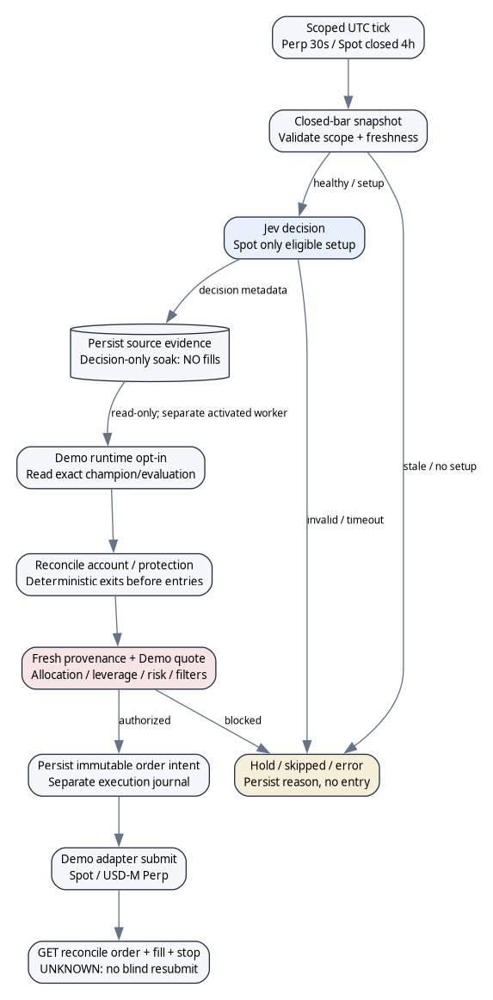 Scoped UTC tick
Perp 30s / Spot closed 4h
Closed-bar snapshot
Validate scope + freshness
healthy / setup
Jev decision
Spot only eligible setup
decision metadata
Persist source evidence
Decision-only soak: NO fills
read-only; separate activated worker
Demo runtime opt-in
Read exact champion/evaluation
stale / no setup
invalid / timeout
Reconcile account / protection
Deterministic exits before entries
Fresh provenance + Demo quote
Allocation / leverage / risk / filters
authorized
blocked
Persist immutable order intent
Separate execution journal
Hold / skipped / error
Persist reason, no entry
Demo adapter submit
Spot / USD-M Perp
GET reconcile order + fill + stop
UNKNOWN: no blind resubmit